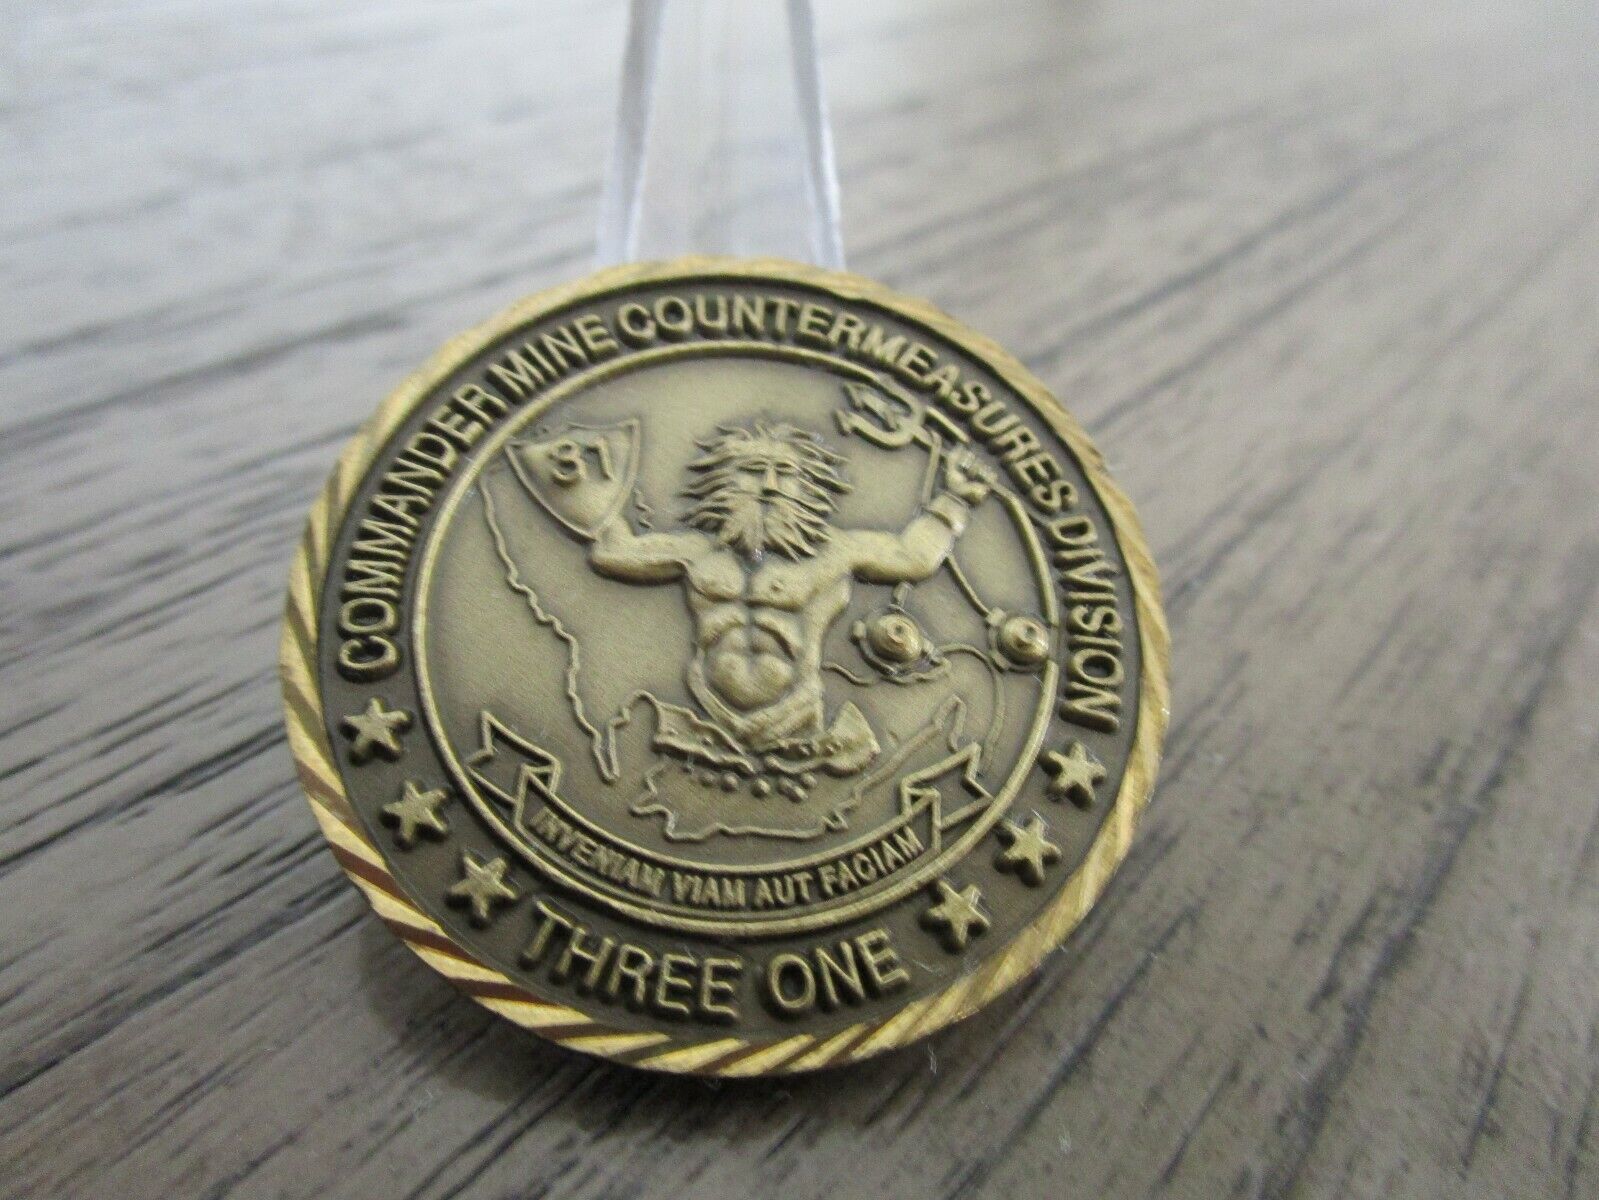 COMMANDER MINE COUNTERMEASURES DIVISION
31
INVENIAM VIAM AUT FACIAM
THREE ONE